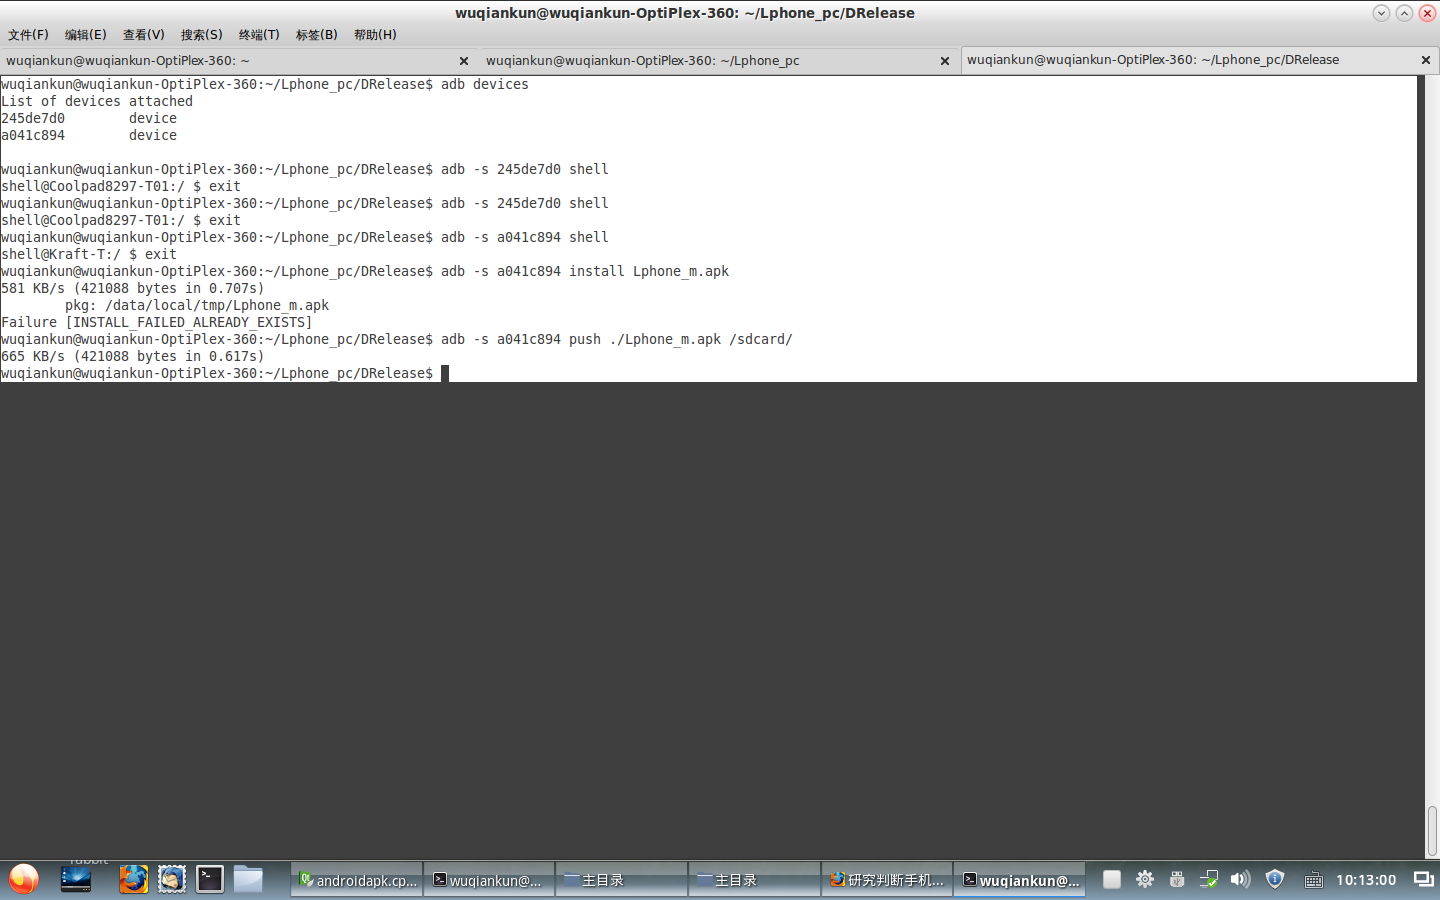 wuqiankun@wuqiankun-OptiPlex-360: ~/Lphone_pc/DRelease
文件(F) 编辑(E) 查看(V) 搜索(S) 终端(T) 标签(B) 帮助(H)
wuqiankun@wuqiankun-OptiPlex-360: ~ wuqiankun@wuqiankun-OptiPlex-360: ~/Lphone_pc wuqiankun@wuqiankun-OptiPlex-360: ~/Lphone_pc/DRelease
wuqiankun@wuqiankun-OptiPlex-360:~/Lphone_pc/DRelease$ adb devices
List of devices attached
245de7d0        device
a041c894        device
wuqiankun@wuqiankun-OptiPlex-360:~/Lphone_pc/DRelease$ adb -s 245de7d0 shell
shell@Coolpad8297-T01:/ $ exit
wuqiankun@wuqiankun-OptiPlex-360:~/Lphone_pc/DRelease$ adb -s 245de7d0 shell
shell@Coolpad8297-T01:/ $ exit
wuqiankun@wuqiankun-OptiPlex-360:~/Lphone_pc/DRelease$ adb -s a041c894 shell
shell@Kraft-T:/ $ exit
wuqiankun@wuqiankun-OptiPlex-360:~/Lphone_pc/DRelease$ adb -s a041c894 install Lphone_m.apk
581 KB/s (421088 bytes in 0.707s)
        pkg: /data/local/tmp/Lphone_m.apk
Failure [INSTALL_FAILED_ALREADY_EXISTS]
wuqiankun@wuqiankun-OptiPlex-360:~/Lphone_pc/DRelease$ adb -s a041c894 push ./Lphone_m.apk /sdcard/
665 KB/s (421088 bytes in 0.617s)
wuqiankun@wuqiankun-OptiPlex-360:~/Lphone_pc/DRelease$
rabbit
androidapk.cp... wuqiankun@... 主目录 主目录 研究判断手机... wuqiankun@... 10:13:00